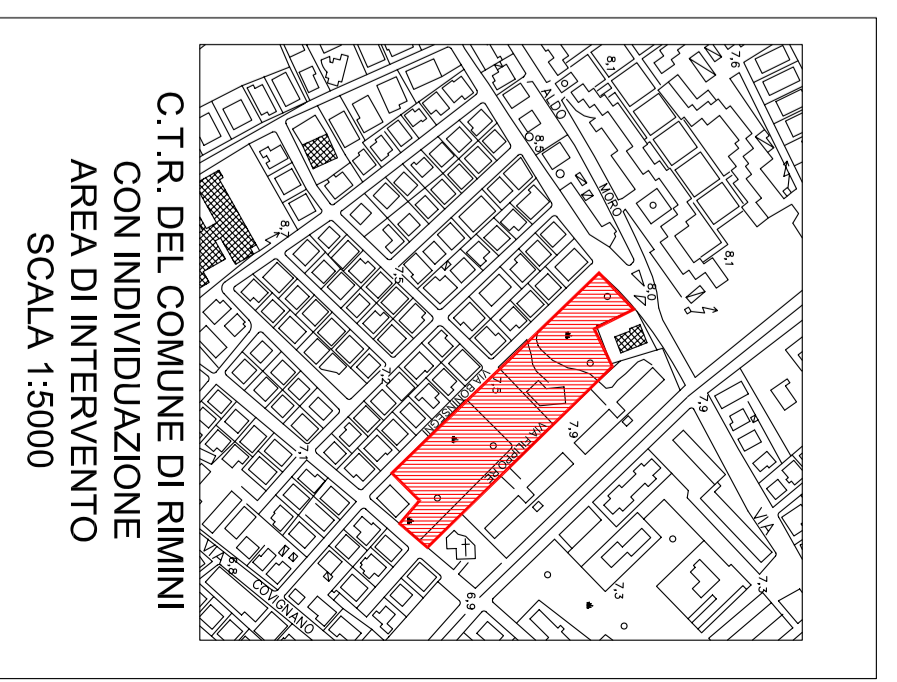 C.T.R. DEL COMUNE DI RIMINI
CON INDIVIDUAZIONE
AREA DI INTERVENTO
SCALA 1:5000
7,6
8,1
ALDO
MORO
8,5
8,1
8,0
8,7
7,5
7,5
VIA BONINSEGNI
VIA FILIPPO RE
7,9
7,9
VIA
7,2
7,1
7,3
7,3
6,9
6,8
VIA
COVIGNANO